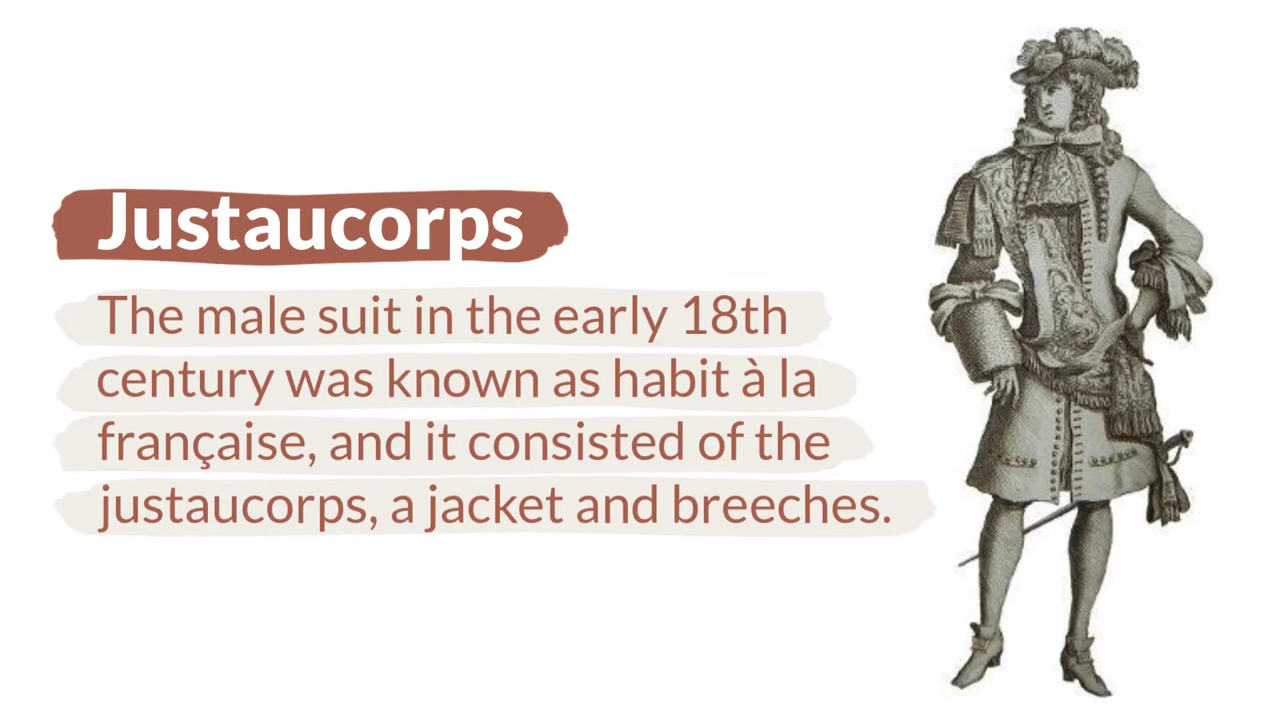 Justaucorps
The male suit in the early 18th
century was known as habit à la
française, and it consisted of the
justaucorps, a jacket and breeches.